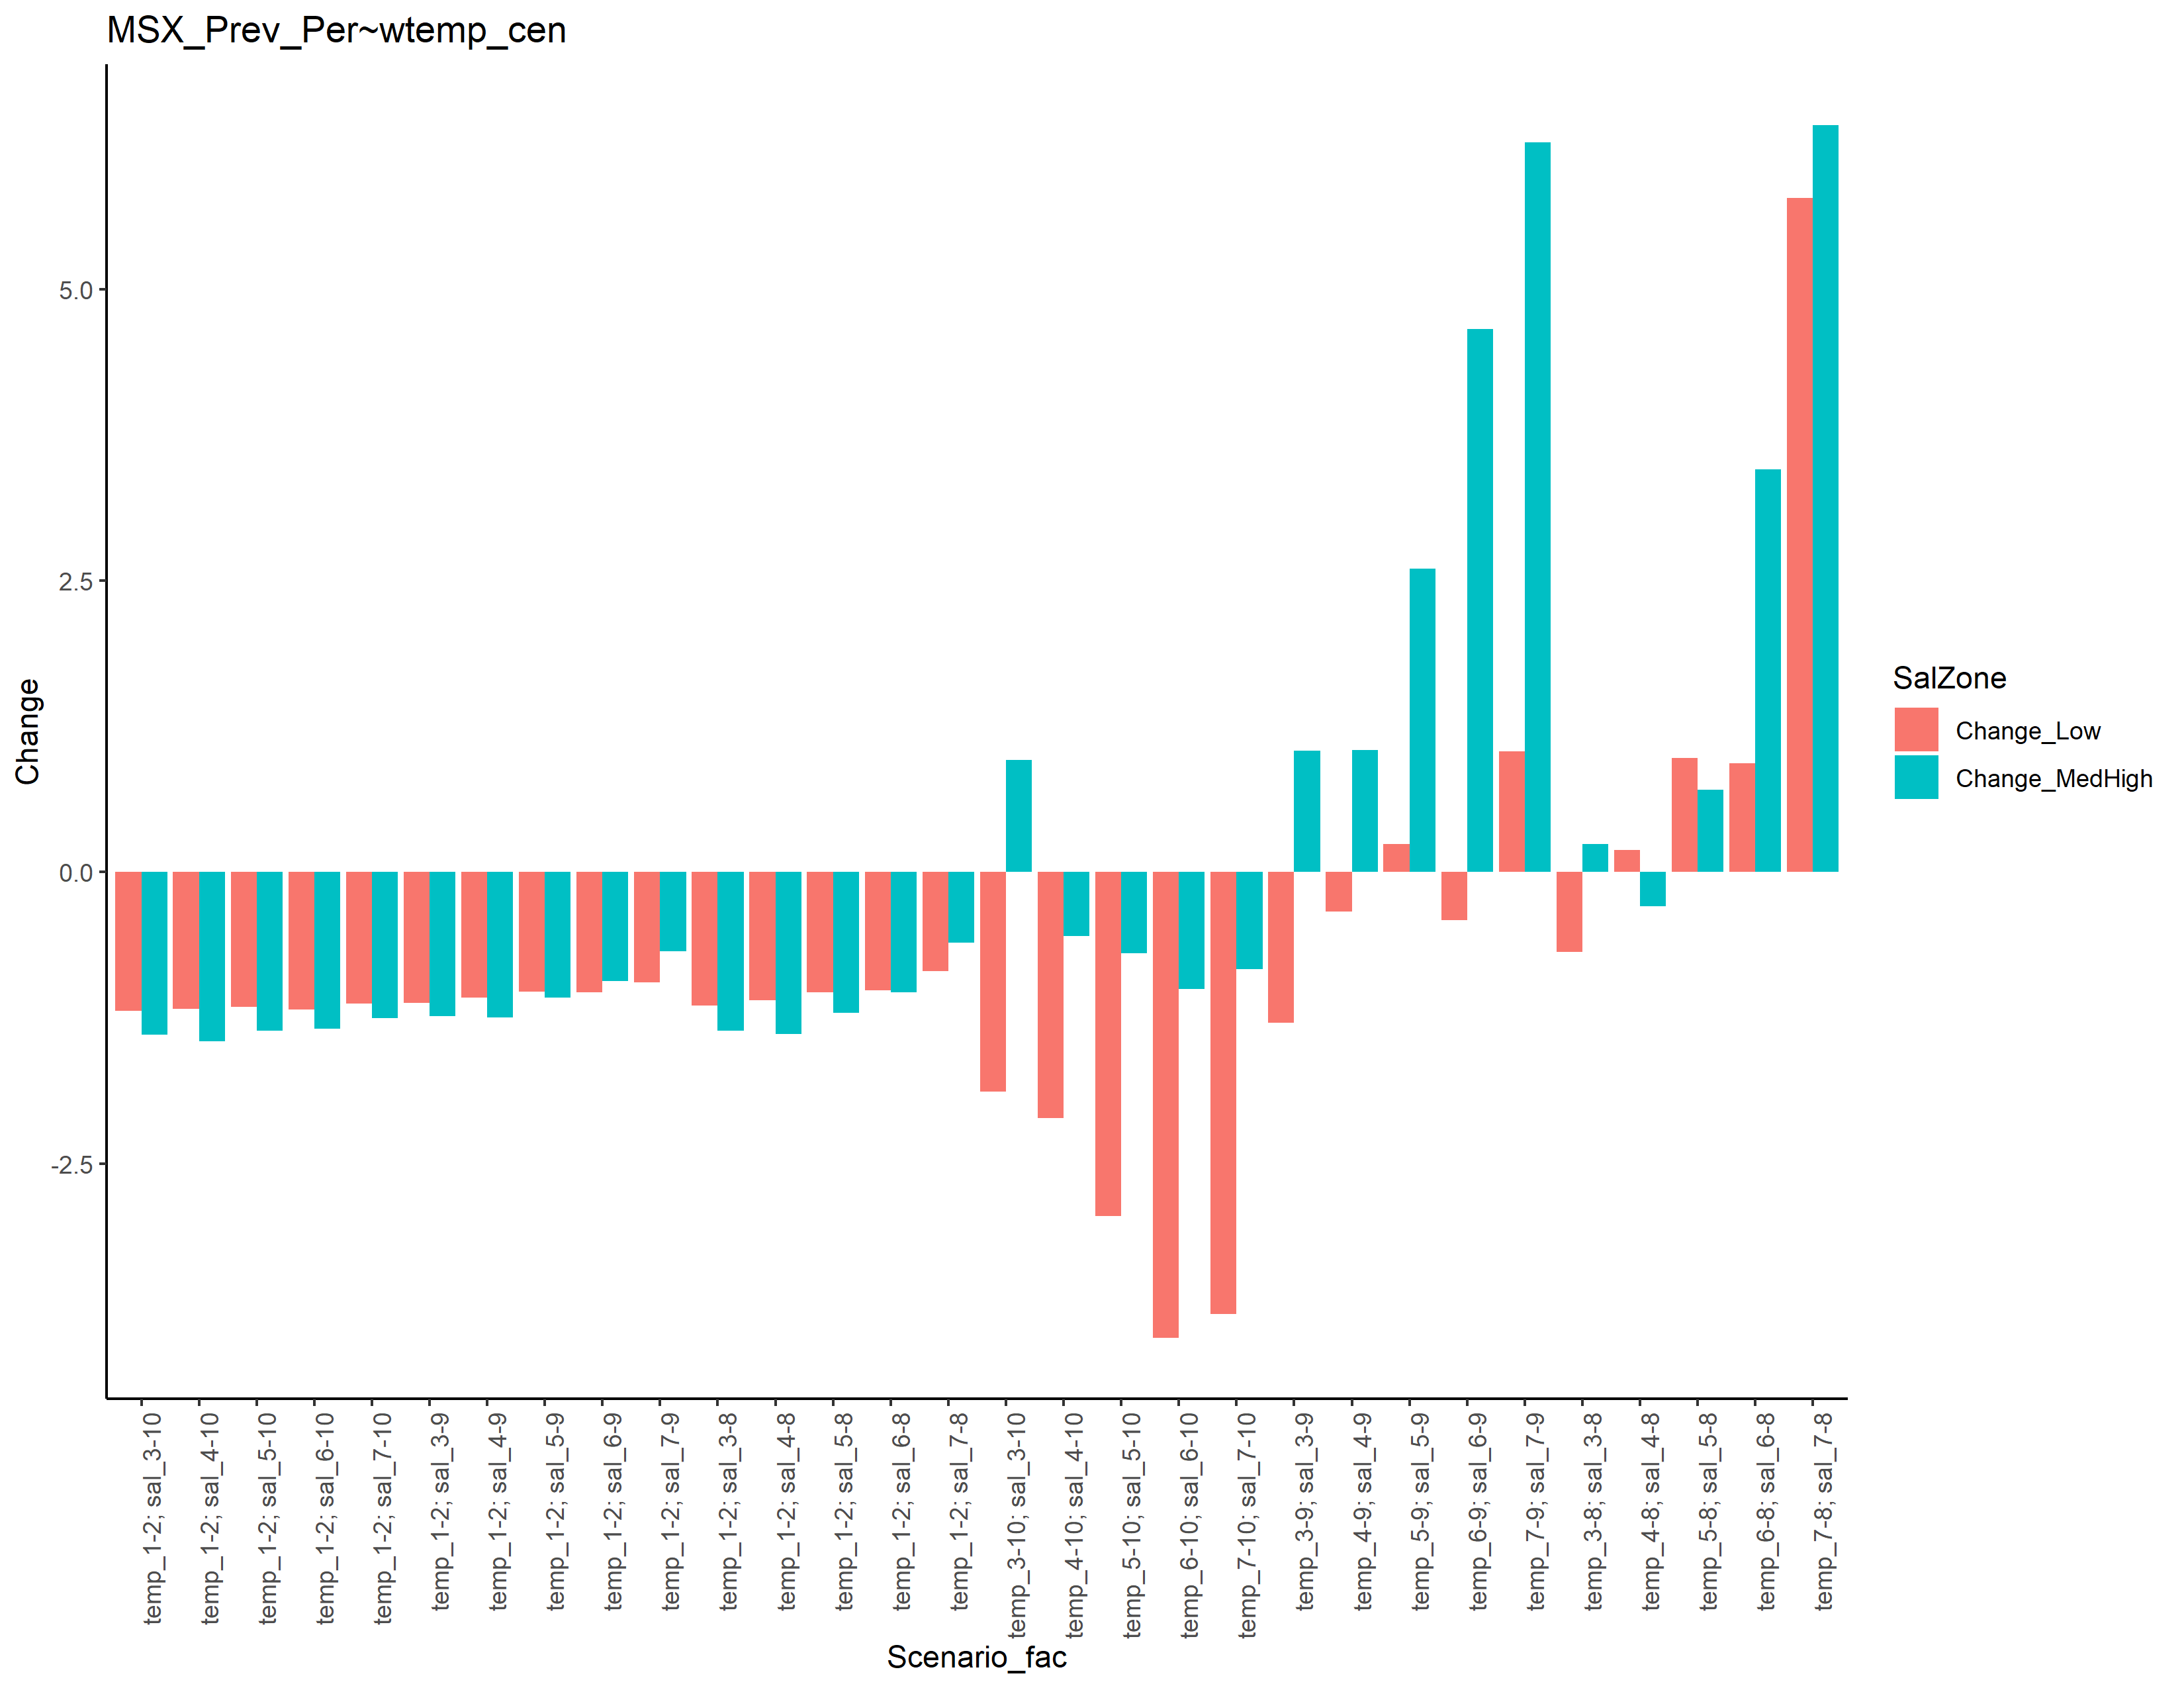 MSX_Prev_Per~wtemp_cen
Change
5.0
2.5
0.0
-2.5
temp_1-2; sal_3-10
temp_1-2; sal_4-10
temp_1-2; sal_5-10
temp_1-2; sal_6-10
temp_1-2; sal_7-10
temp_1-2; sal_3-9
temp_1-2; sal_4-9
temp_1-2; sal_5-9
temp_1-2; sal_6-9
temp_1-2; sal_7-9
temp_1-2; sal_3-8
temp_1-2; sal_4-8
temp_1-2; sal_5-8
temp_1-2; sal_6-8
temp_1-2; sal_7-8
temp_3-10; sal_3-10
temp_4-10; sal_4-10
temp_5-10; sal_5-10
temp_6-10; sal_6-10
temp_7-10; sal_7-10
temp_3-9; sal_3-9
temp_4-9; sal_4-9
temp_5-9; sal_5-9
temp_6-9; sal_6-9
temp_7-9; sal_7-9
temp_3-8; sal_3-8
temp_4-8; sal_4-8
temp_5-8; sal_5-8
temp_6-8; sal_6-8
temp_7-8; sal_7-8
Scenario_fac
SalZone
Change_Low
Change_MedHigh